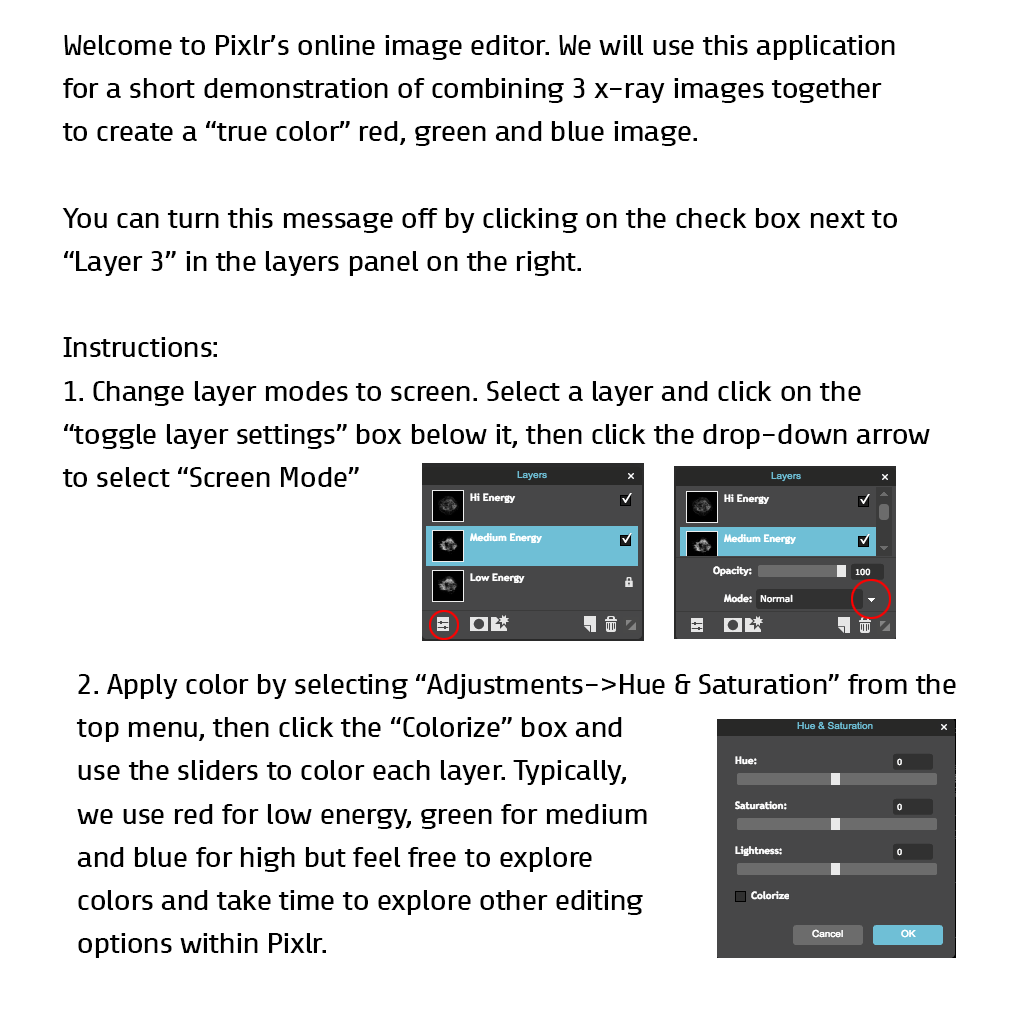 Welcome to Pixlr’s online image editor. We will use this application
for a short demonstration of combining 3 x-ray images together
to create a “true color” red, green and blue image.
You can turn this message off by clicking on the check box next to
“Layer 3” in the layers panel on the right.
Instructions:
1. Change layer modes to screen. Select a layer and click on the
“toggle layer settings” box below it, then click the drop-down arrow
to select “Screen Mode”
Layers
Hi Energy
Medium Energy
Low Energy
Layers
Hi Energy
Medium Energy
Opacity: 100
Mode: Normal
2. Apply color by selecting “Adjustments->Hue & Saturation” from the
top menu, then click the “Colorize” box and
use the sliders to color each layer. Typically,
we use red for low energy, green for medium
and blue for high but feel free to explore
colors and take time to explore other editing
options within Pixlr.
Hue & Saturation
Hue: 0
Saturation: 0
Lightness: 0
Colorize
Cancel OK